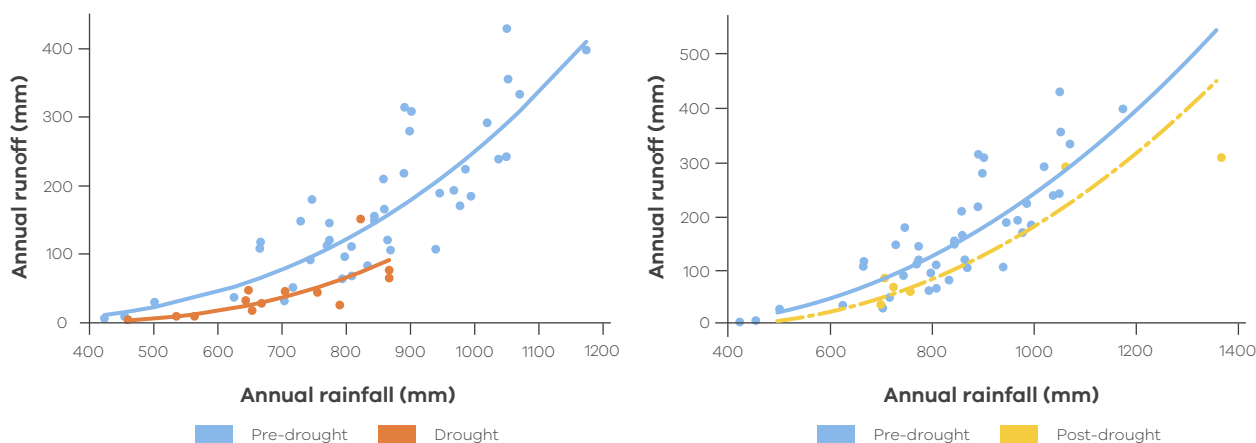 Annual runoff (mm)
400
300
200
100
0
400 500 600 700 800 900 1000 1100 1200
Annual rainfall (mm)
Pre-drought Drought
Annual runoff (mm)
500
400
300
200
100
0
400 600 800 1000 1200 1400
Annual rainfall (mm)
Pre-drought Post-drought